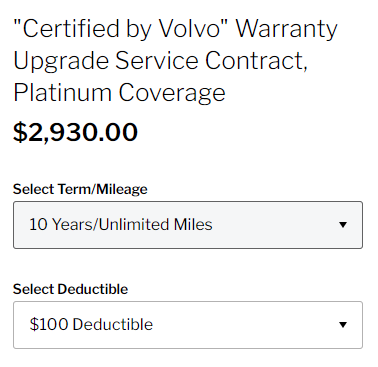 "Certified by Volvo" Warranty
Upgrade Service Contract,
Platinum Coverage
$2,930.00
Select Term/Mileage
10 Years/Unlimited Miles
Select Deductible
$100 Deductible